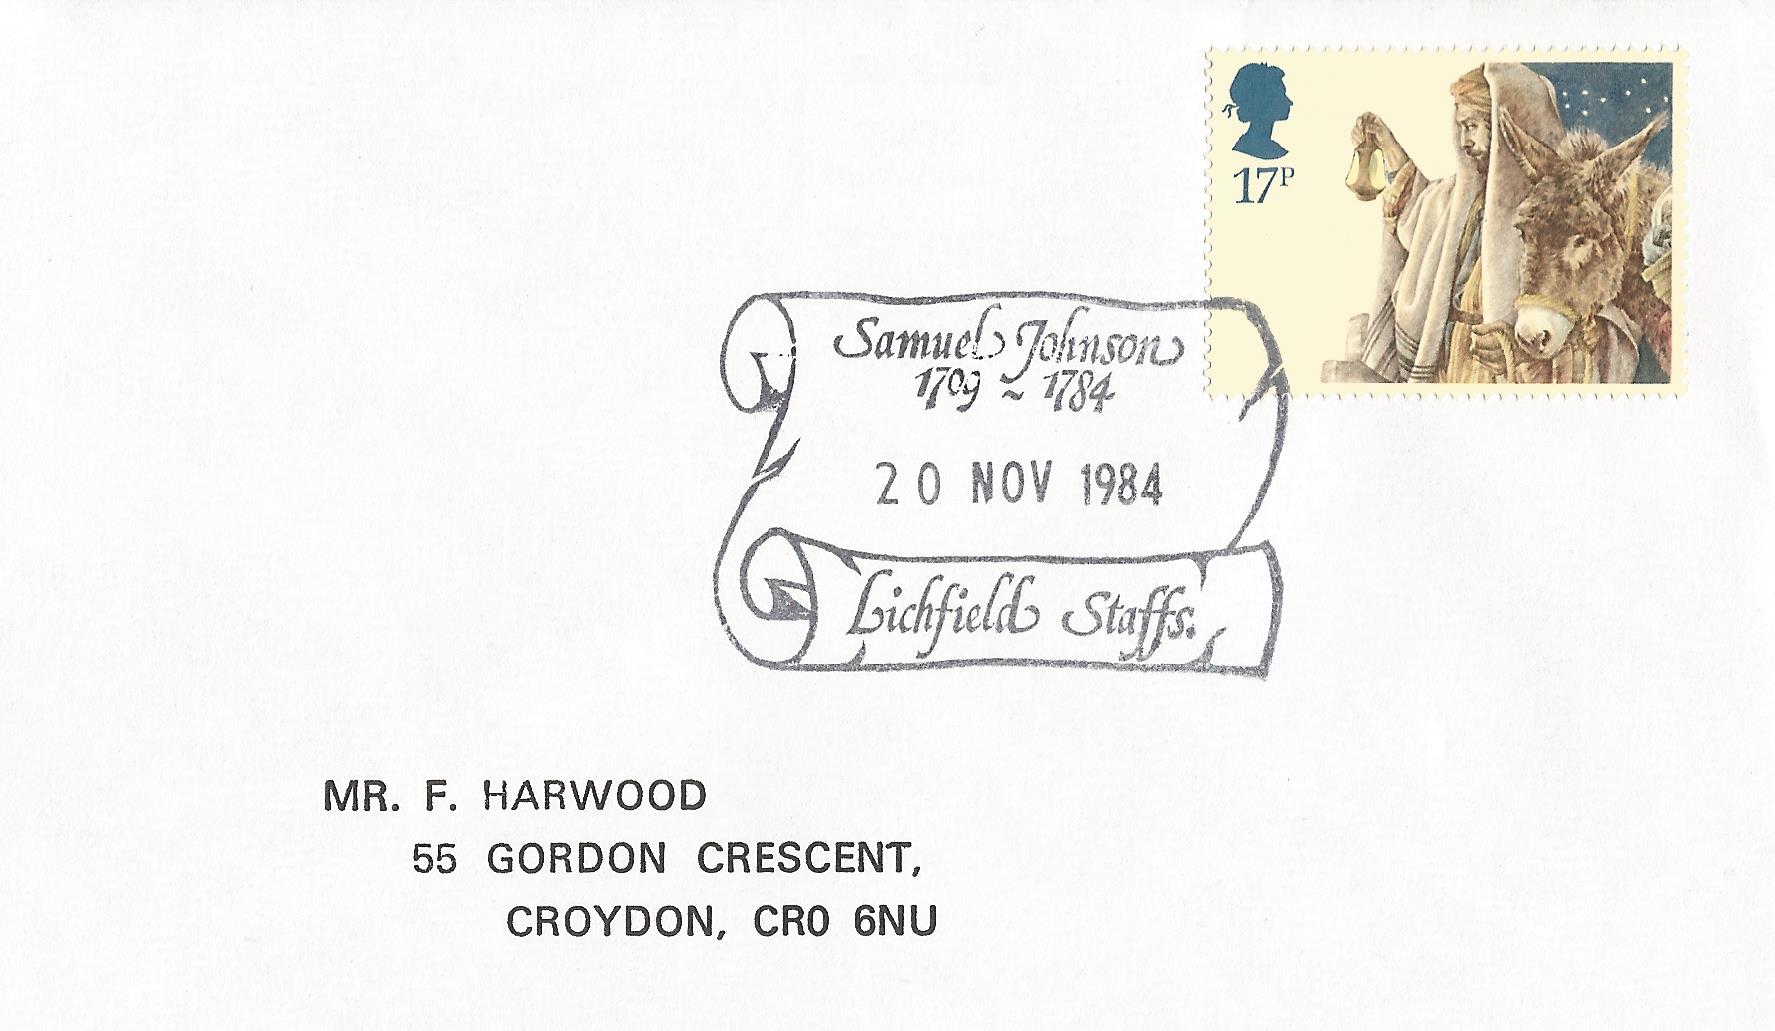 17P
Samuel Johnson
1709 ~ 1784
20 NOV 1984
Lichfield Staffs.
MR. F. HARWOOD
55 GORDON CRESCENT,
CROYDON, CR0 6NU